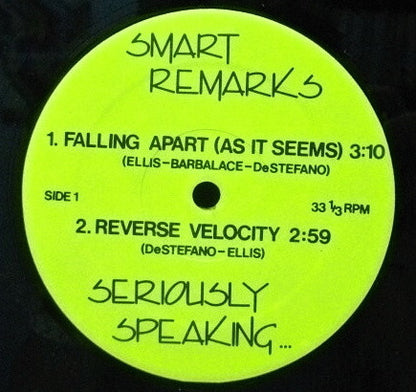 SMART
REMARKS
1. FALLING APART (AS IT SEEMS) 3:10
(ELLIS-BARBALACE-DeSTEFANO)
SIDE 1
33 1/3 RPM
2. REVERSE VELOCITY 2:59
(DeSTEFANO-ELLIS)
SERIOUSLY
SPEAKING...